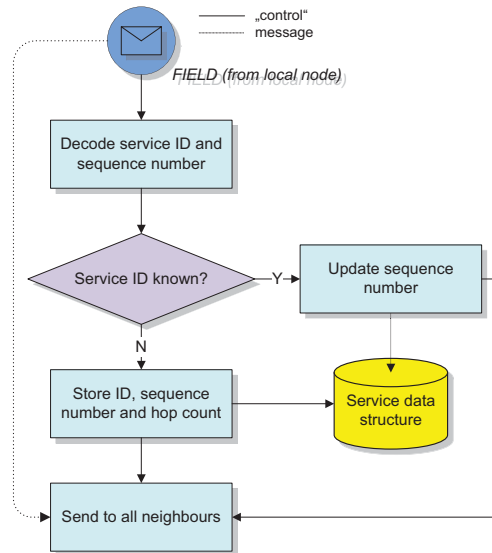 „control“
message
FIELD (from local node)
Decode service ID and
sequence number
Service ID known?
Y
Update sequence
number
N
Store ID, sequence
number and hop count
Service data
structure
Send to all neighbours